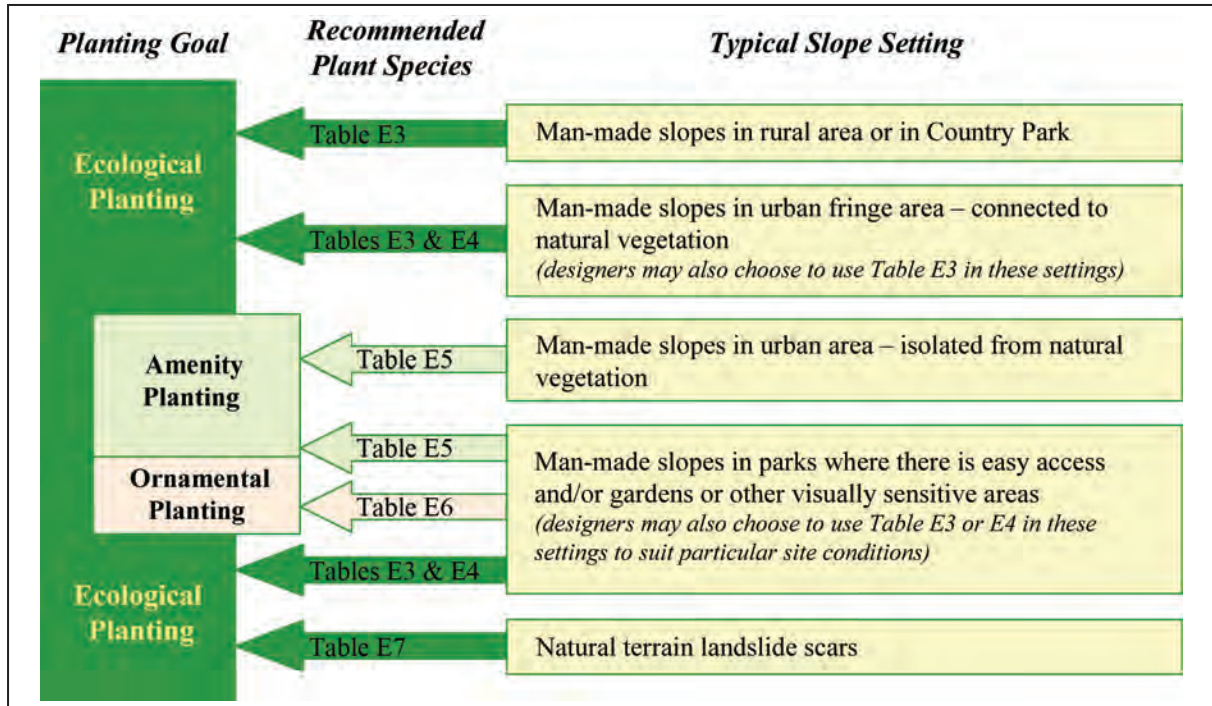 Planting Goal
Recommended
Plant Species
Typical Slope Setting
Ecological
Planting
Table E3
Man-made slopes in rural area or in Country Park
Tables E3 & E4
Man-made slopes in urban fringe area – connected to
natural vegetation
(designers may also choose to use Table E3 in these settings)
Amenity
Planting
Table E5
Man-made slopes in urban area – isolated from natural
vegetation
Ornamental
Planting
Table E5
Table E6
Tables E3 & E4
Man-made slopes in parks where there is easy access
and/or gardens or other visually sensitive areas
(designers may also choose to use Table E3 or E4 in these
settings to suit particular site conditions)
Ecological
Planting
Table E7
Natural terrain landslide scars